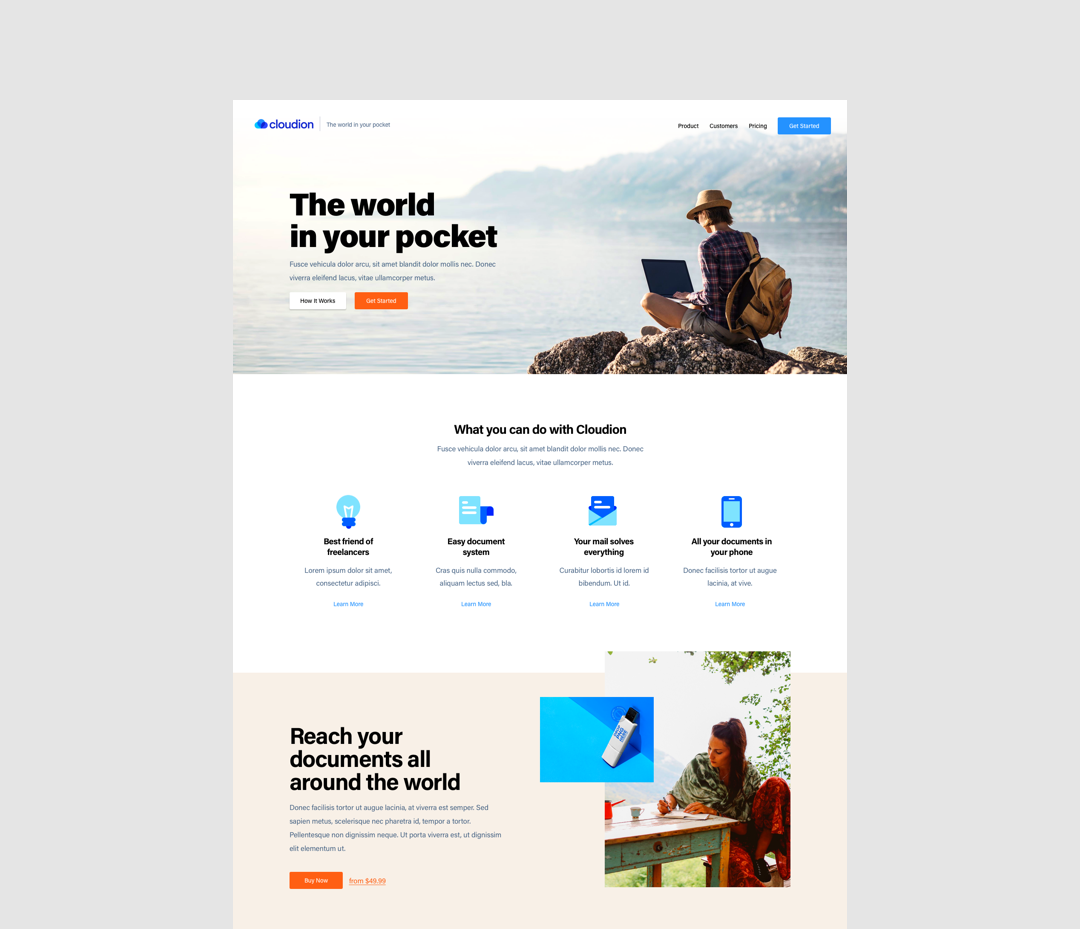 cloudion
The world in your pocket
Product Customers Pricing Get Started
The world
in your pocket
Fusce vehicula dolor arcu, sit amet blandit dolor mollis nec. Donec
viverra eleifend lacus, vitae ullamcorper metus.
How It Works Get Started
What you can do with Cloudion
Fusce vehicula dolor arcu, sit amet blandit dolor mollis nec. Donec
viverra eleifend lacus, vitae ullamcorper metus.
Best friend of
freelancers
Lorem ipsum dolor sit amet,
consectetur adipisci.
Learn More
Easy document
system
Cras quis nulla commodo,
aliquam lectus sed, bla.
Learn More
Your mail solves
everything
Curabitur lobortis id lorem id
bibendum. Ut id.
Learn More
All your documents in
your phone
Donec facilisis tortor ut augue
lacinia, at vive.
Learn More
Reach your
documents all
around the world
Donec facilisis tortor ut augue lacinia, at viverra est semper. Sed
sapien metus, scelerisque nec pharetra id, tempor a tortor.
Pellentesque non dignissim neque. Ut porta viverra est, ut dignissim
elit elementum ut.
Buy Now from $49.99